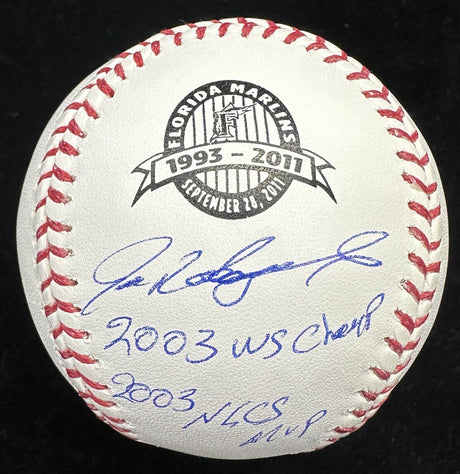 FLORIDA MARLINS
F
1993 - 2011
SEPTEMBER 28, 2011
2003 WS Champ
2003 NLCS
MVP